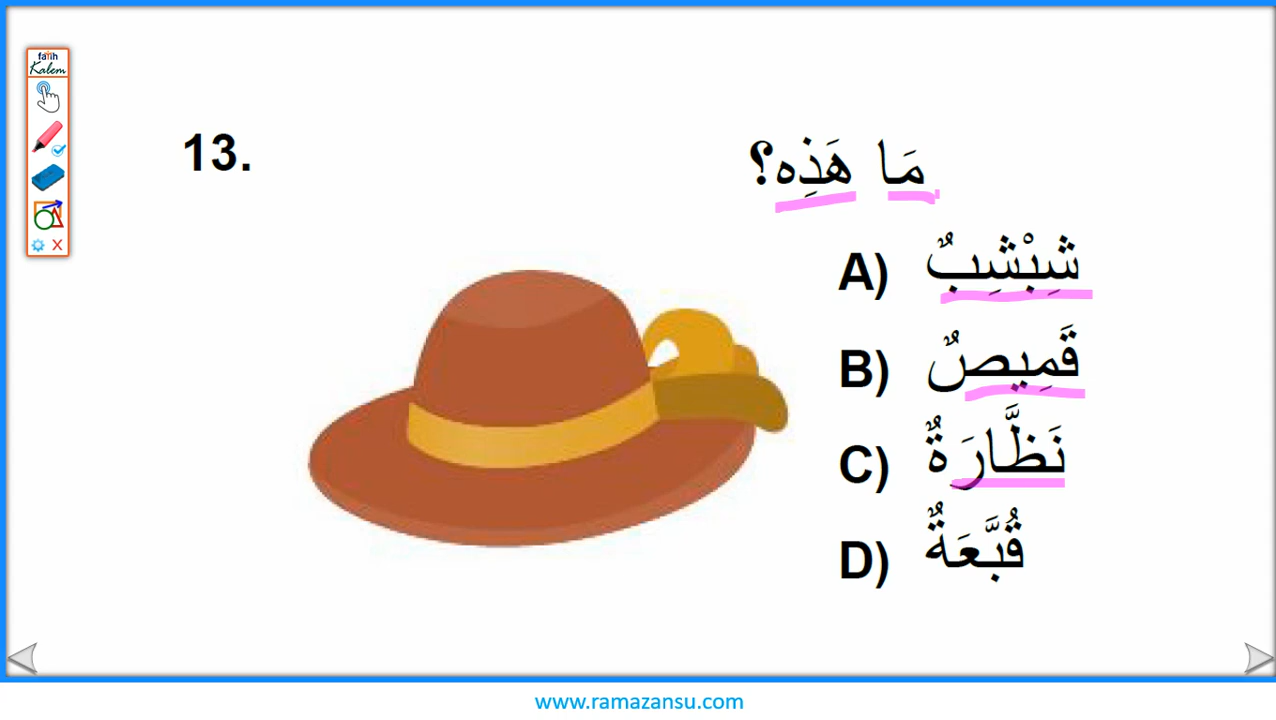 fatih
Kalem
13.
مَا هَذِه؟
A) شِبْشِبٌ
B) قَمِيصٌ
C) نَظَّارَةٌ
D) قُبَّعَةٌ
www.ramazansu.com